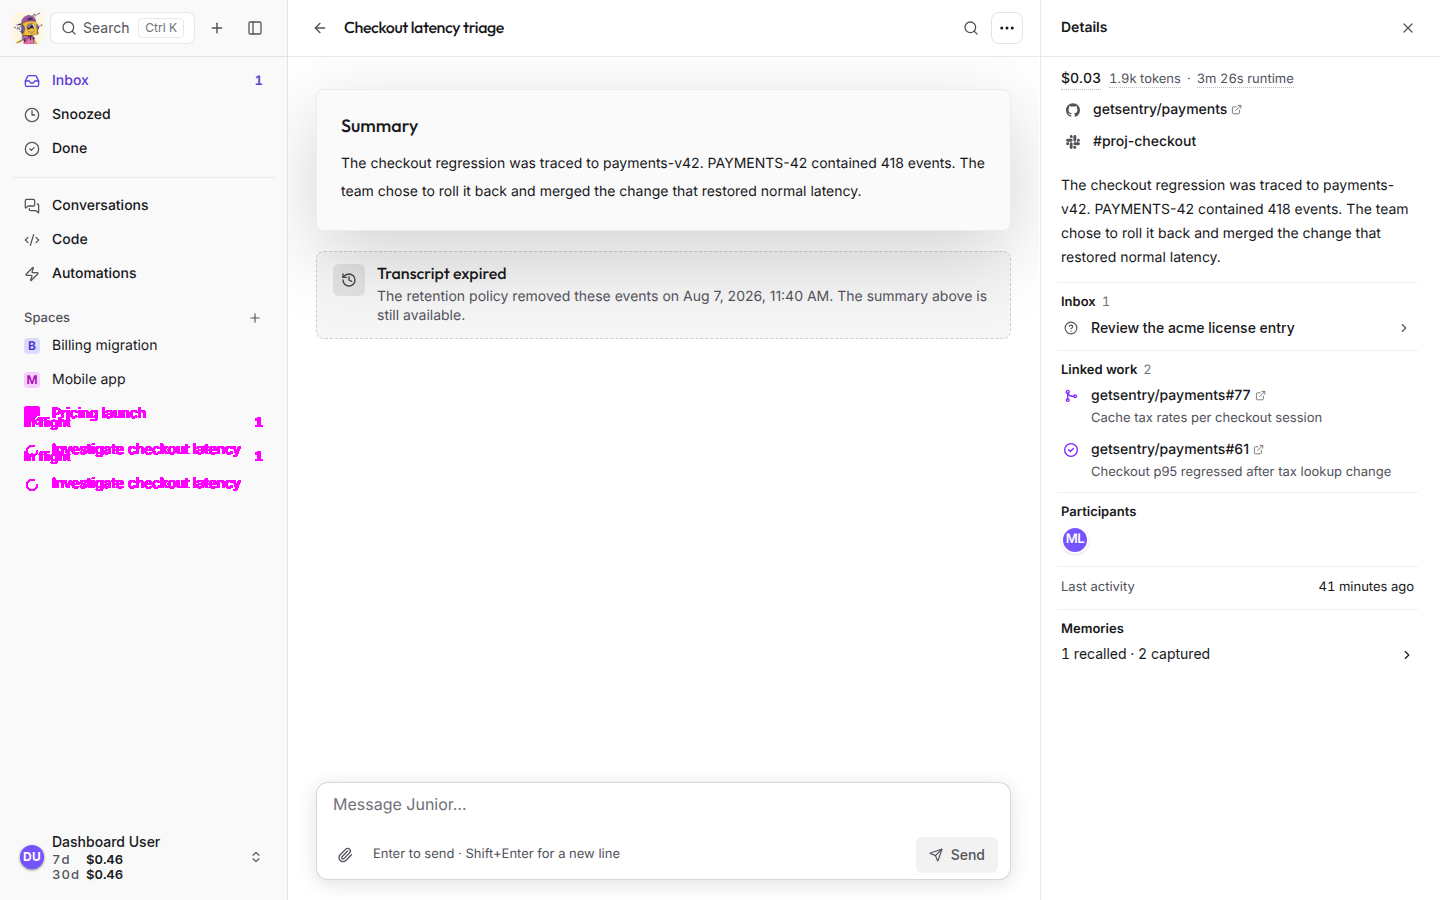 Search Ctrl K
Inbox 1
Snoozed
Done
Conversations
Code
Automations
Spaces
B Billing migration
M Mobile app
Pricing launch
In flight 1
Investigate checkout latency
In flight 1
Investigate checkout latency
DU Dashboard User
7d $0.46
30d $0.46
Checkout latency triage
Summary
The checkout regression was traced to payments-v42. PAYMENTS-42 contained 418 events. The
team chose to roll it back and merged the change that restored normal latency.
Transcript expired
The retention policy removed these events on Aug 7, 2026, 11:40 AM. The summary above is
still available.
Message Junior...
Enter to send · Shift+Enter for a new line
Send
Details
$0.03 1.9k tokens · 3m 26s runtime
getsentry/payments
#proj-checkout
The checkout regression was traced to payments-
v42. PAYMENTS-42 contained 418 events. The team
chose to roll it back and merged the change that
restored normal latency.
Inbox 1
Review the acme license entry
Linked work 2
getsentry/payments#77
Cache tax rates per checkout session
getsentry/payments#61
Checkout p95 regressed after tax lookup change
Participants
ML
Last activity 41 minutes ago
Memories
1 recalled · 2 captured